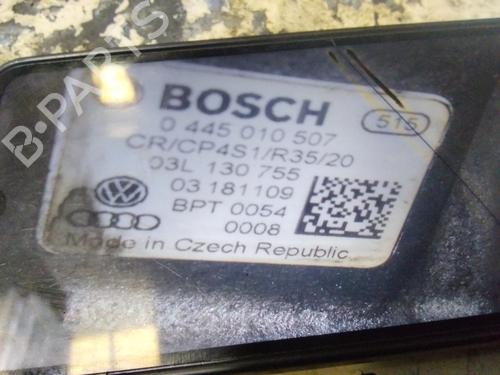 B-PARTS
BOSCH
0 445 010 507
515
CR/CP4S1/R35/20
03L 130 755
03 181109
BPT 0054
0008
Made in Czech Republic